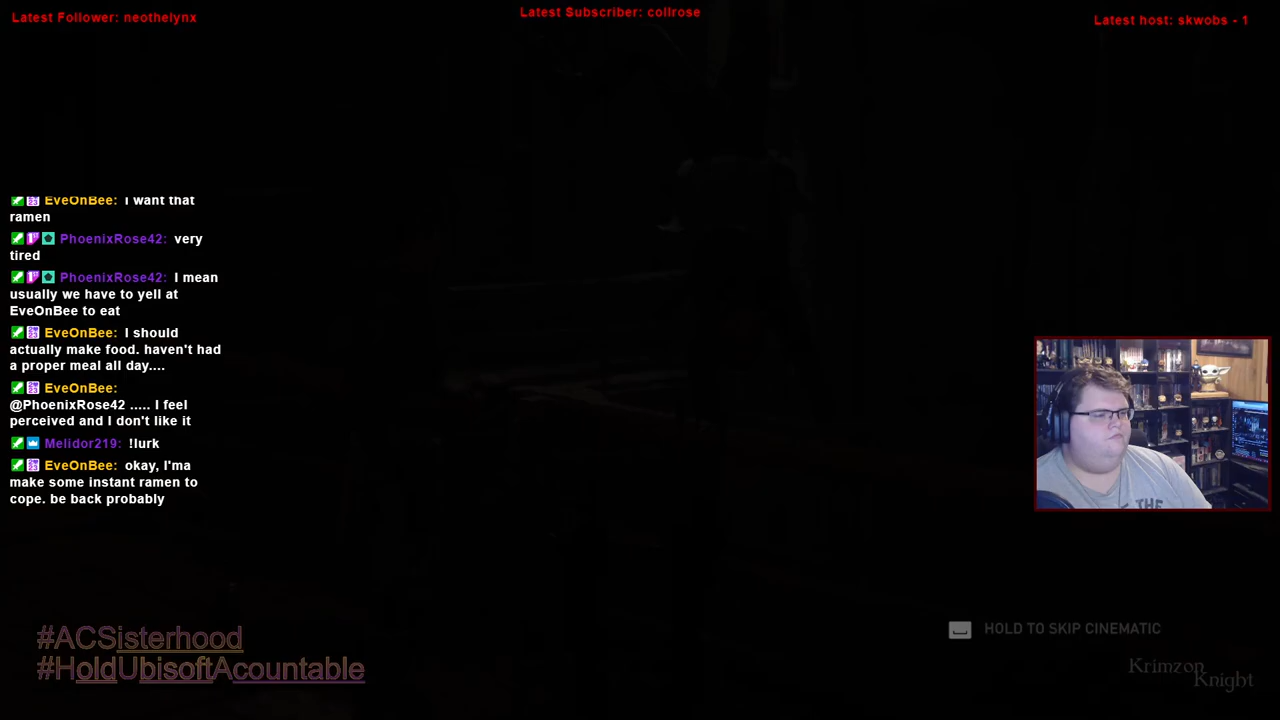 Latest Follower: neothelynx
Latest Subscriber: collrose
Latest host: skwobs - 1
EveOnBee: I want that
ramen
PhoenixRose42: very
tired
PhoenixRose42: I mean
usually we have to yell at
EveOnBee to eat
EveOnBee: I should
actually make food. haven't had
a proper meal all day....
EveOnBee:
@PhoenixRose42 ..... I feel
perceived and I don't like it
Melidor219: !lurk
EveOnBee: okay, I'ma
make some instant ramen to
cope. be back probably
THE
#ACSisterhood
#HoldUbisoftAcountable
HOLD TO SKIP CINEMATIC
Krimzon
Knight